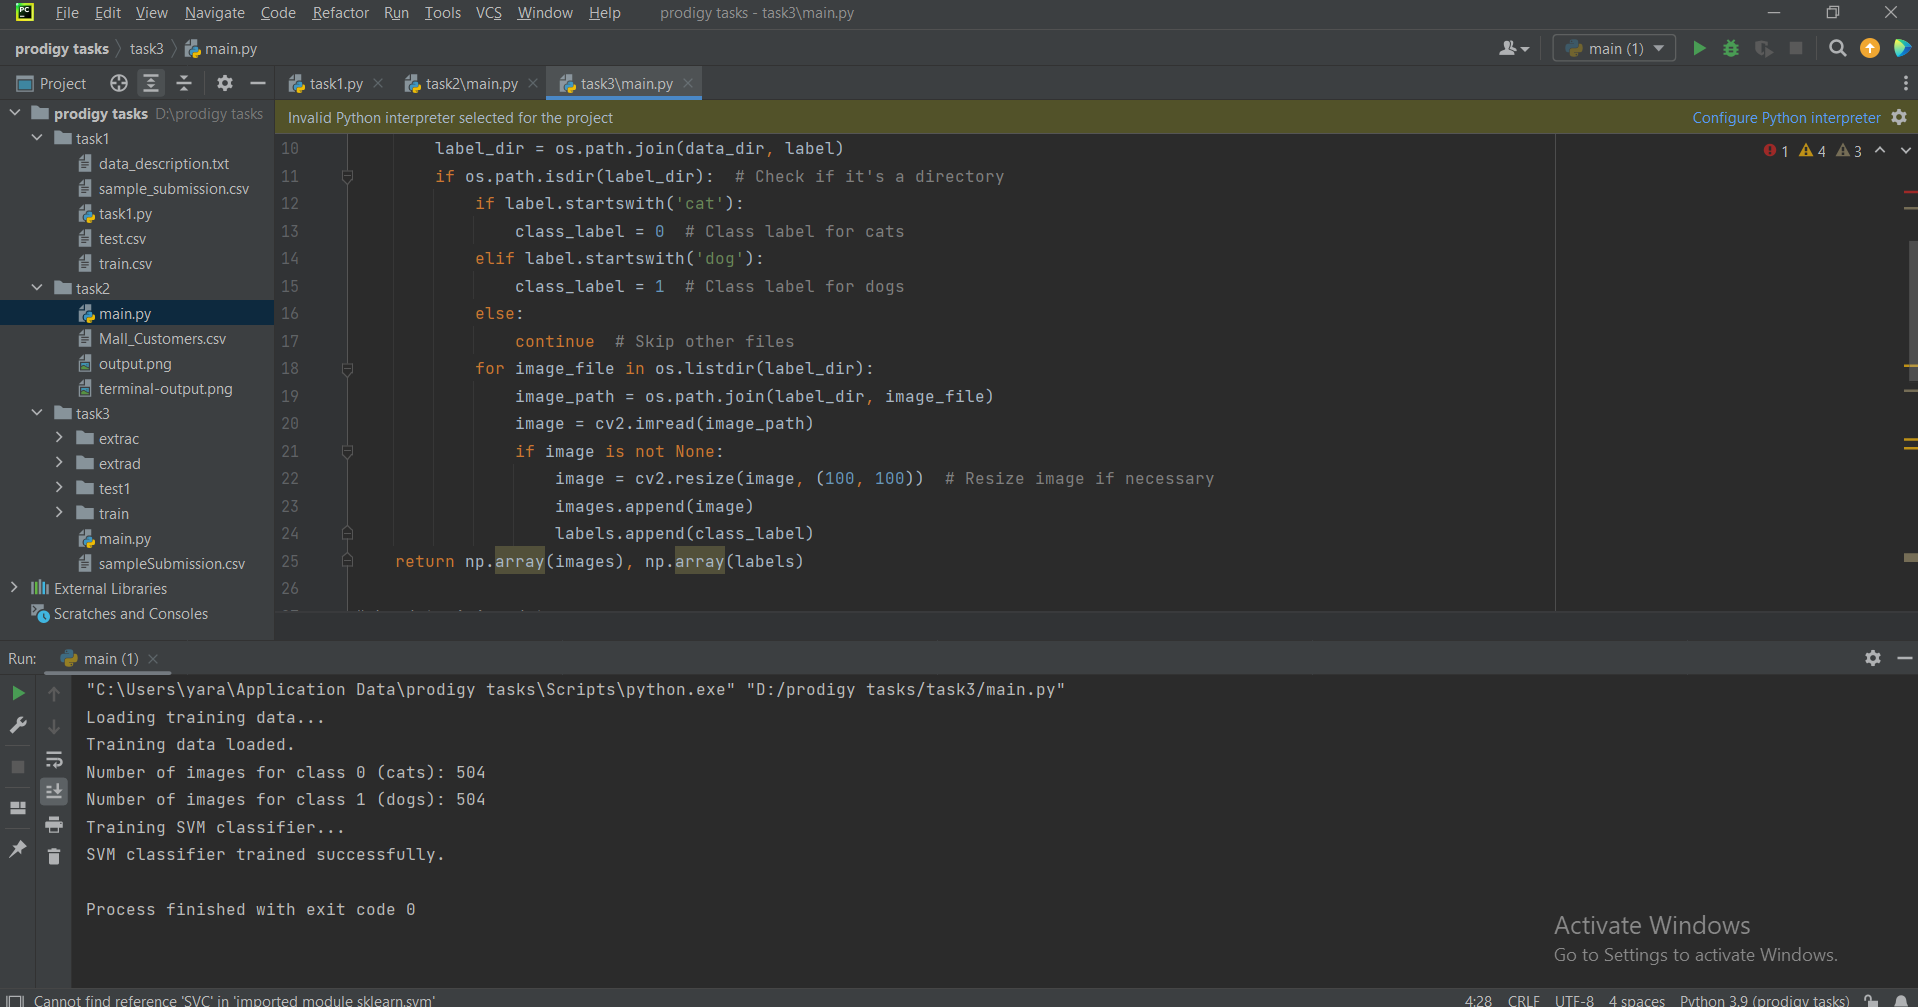 PC File Edit View Navigate Code Refactor Run Tools VCS Window Help prodigy tasks - task3\main.py
prodigy tasks task3 main.py
main (1)
Project
task1.py task2\main.py task3\main.py
Invalid Python interpreter selected for the project
Configure Python interpreter
prodigy tasks D:\prodigy tasks
task1
data_description.txt
sample_submission.csv
task1.py
test.csv
train.csv
task2
main.py
Mall_Customers.csv
output.png
terminal-output.png
task3
extrac
extrad
test1
train
main.py
sampleSubmission.csv
External Libraries
Scratches and Consoles
1 4 3
10 label_dir = os.path.join(data_dir, label)
11 if os.path.isdir(label_dir):  # Check if it's a directory
12 if label.startswith('cat'):
13 class_label = 0  # Class label for cats
14 elif label.startswith('dog'):
15 class_label = 1  # Class label for dogs
16 else:
17 continue  # Skip other files
18 for image_file in os.listdir(label_dir):
19 image_path = os.path.join(label_dir, image_file)
20 image = cv2.imread(image_path)
21 if image is not None:
22 image = cv2.resize(image, (100, 100))  # Resize image if necessary
23 images.append(image)
24 labels.append(class_label)
25 return np.array(images), np.array(labels)
26
Run: main (1)
"C:\Users\yara\Application Data\prodigy tasks\Scripts\python.exe" "D:/prodigy tasks/task3/main.py"
Loading training data...
Training data loaded.
Number of images for class 0 (cats): 504
Number of images for class 1 (dogs): 504
Training SVM classifier...
SVM classifier trained successfully.
Process finished with exit code 0
Activate Windows
Go to Settings to activate Windows.
Cannot find reference 'SVC' in 'imported module sklearn.svm'
4:28 CRLF UTF-8 4 spaces Python 3.9 (prodigy tasks)